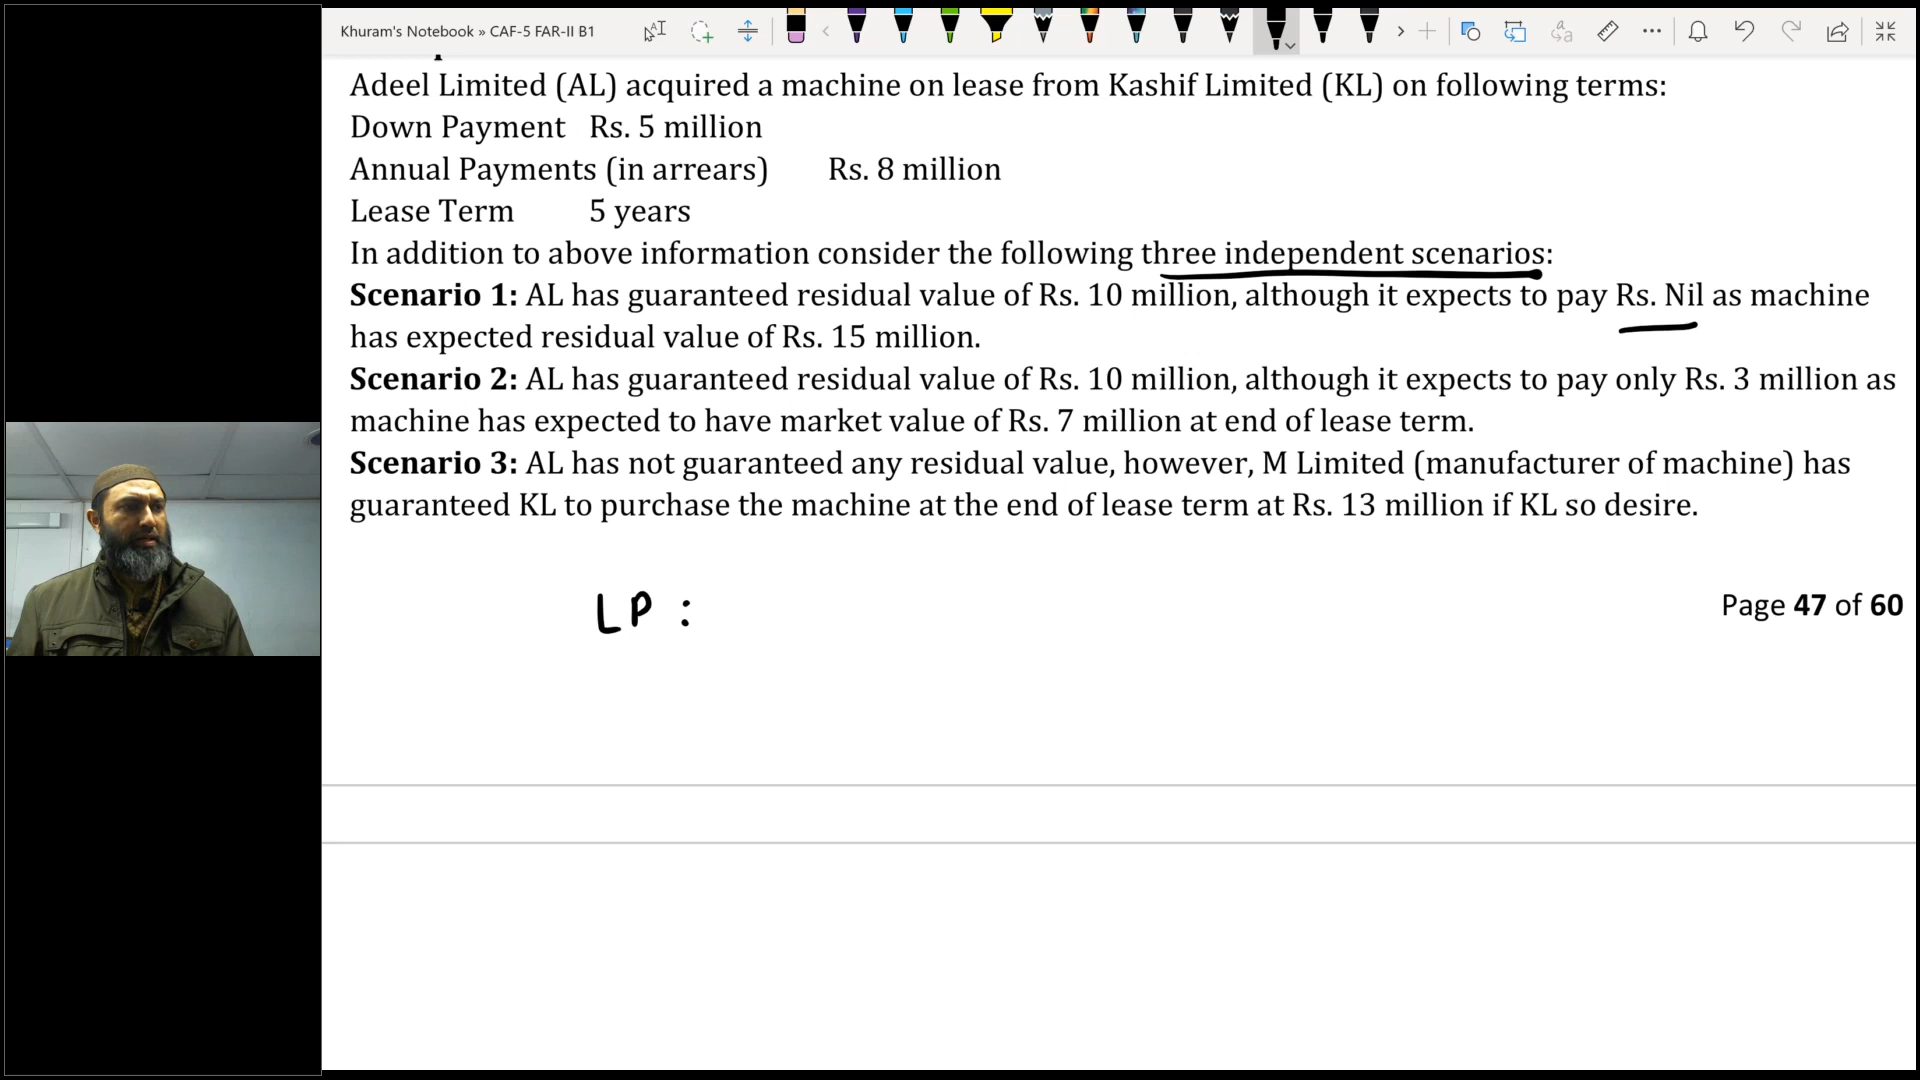 Khuram's Notebook » CAF-5 FAR-II B1
Adeel Limited (AL) acquired a machine on lease from Kashif Limited (KL) on following terms:
Down Payment Rs. 5 million
Annual Payments (in arrears) Rs. 8 million
Lease Term 5 years
In addition to above information consider the following three independent scenarios:
Scenario 1: AL has guaranteed residual value of Rs. 10 million, although it expects to pay Rs. Nil as machine
has expected residual value of Rs. 15 million.
Scenario 2: AL has guaranteed residual value of Rs. 10 million, although it expects to pay only Rs. 3 million as
machine has expected to have market value of Rs. 7 million at end of lease term.
Scenario 3: AL has not guaranteed any residual value, however, M Limited (manufacturer of machine) has
guaranteed KL to purchase the machine at the end of lease term at Rs. 13 million if KL so desire.
LP :
Page 47 of 60